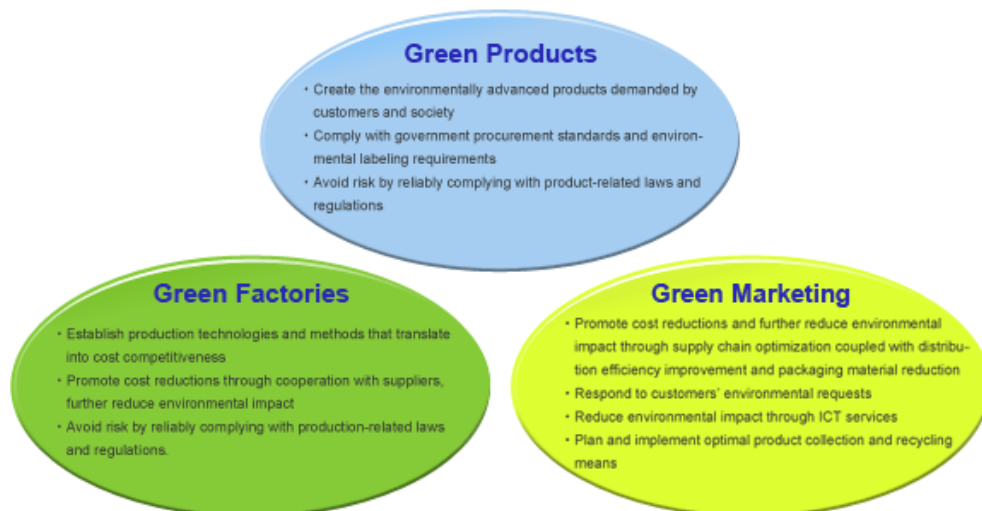 Green Products
・Create the environmentally advanced products demanded by
customers and society
・Comply with government procurement standards and environ-
mental labeling requirements
・Avoid risk by reliably complying with product-related laws and
regulations
Green Factories
・Establish production technologies and methods that translate
into cost competitiveness
・Promote cost reductions through cooperation with suppliers,
further reduce environmental impact
・Avoid risk by reliably complying with production-related laws
and regulations.
Green Marketing
・Promote cost reductions and further reduce environmental
impact through supply chain optimization coupled with distribu-
tion efficiency improvement and packaging material reduction
・Respond to customers' environmental requests
・Reduce environmental impact through ICT services
・Plan and implement optimal product collection and recycling
means